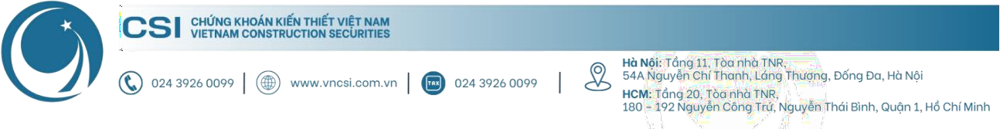 CSI
CHỨNG KHOÁN KIẾN THIẾT VIỆT NAM
VIETNAM CONSTRUCTION SECURITIES
024 3926 0099 | www.vncsi.com.vn | TAX 024 3926 0099 |
Hà Nội: Tầng 11, Tòa nhà TNR,
54A Nguyễn Chí Thanh, Láng Thượng, Đống Đa, Hà Nội
HCM: Tầng 20, Tòa nhà TNR,
180 – 192 Nguyễn Công Trứ, Nguyễn Thái Bình, Quận 1, Hồ Chí Minh